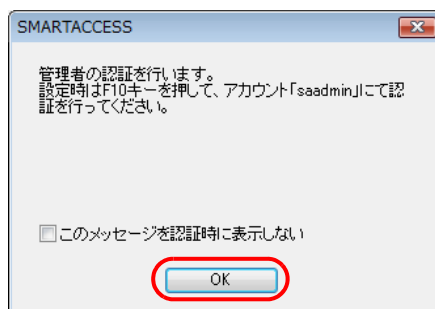 SMARTACCESS
管理者の認証を行います。
設定時はF10キーを押して、アカウント「saadmin」にて認
証を行ってください。
このメッセージを認証時に表示しない
OK